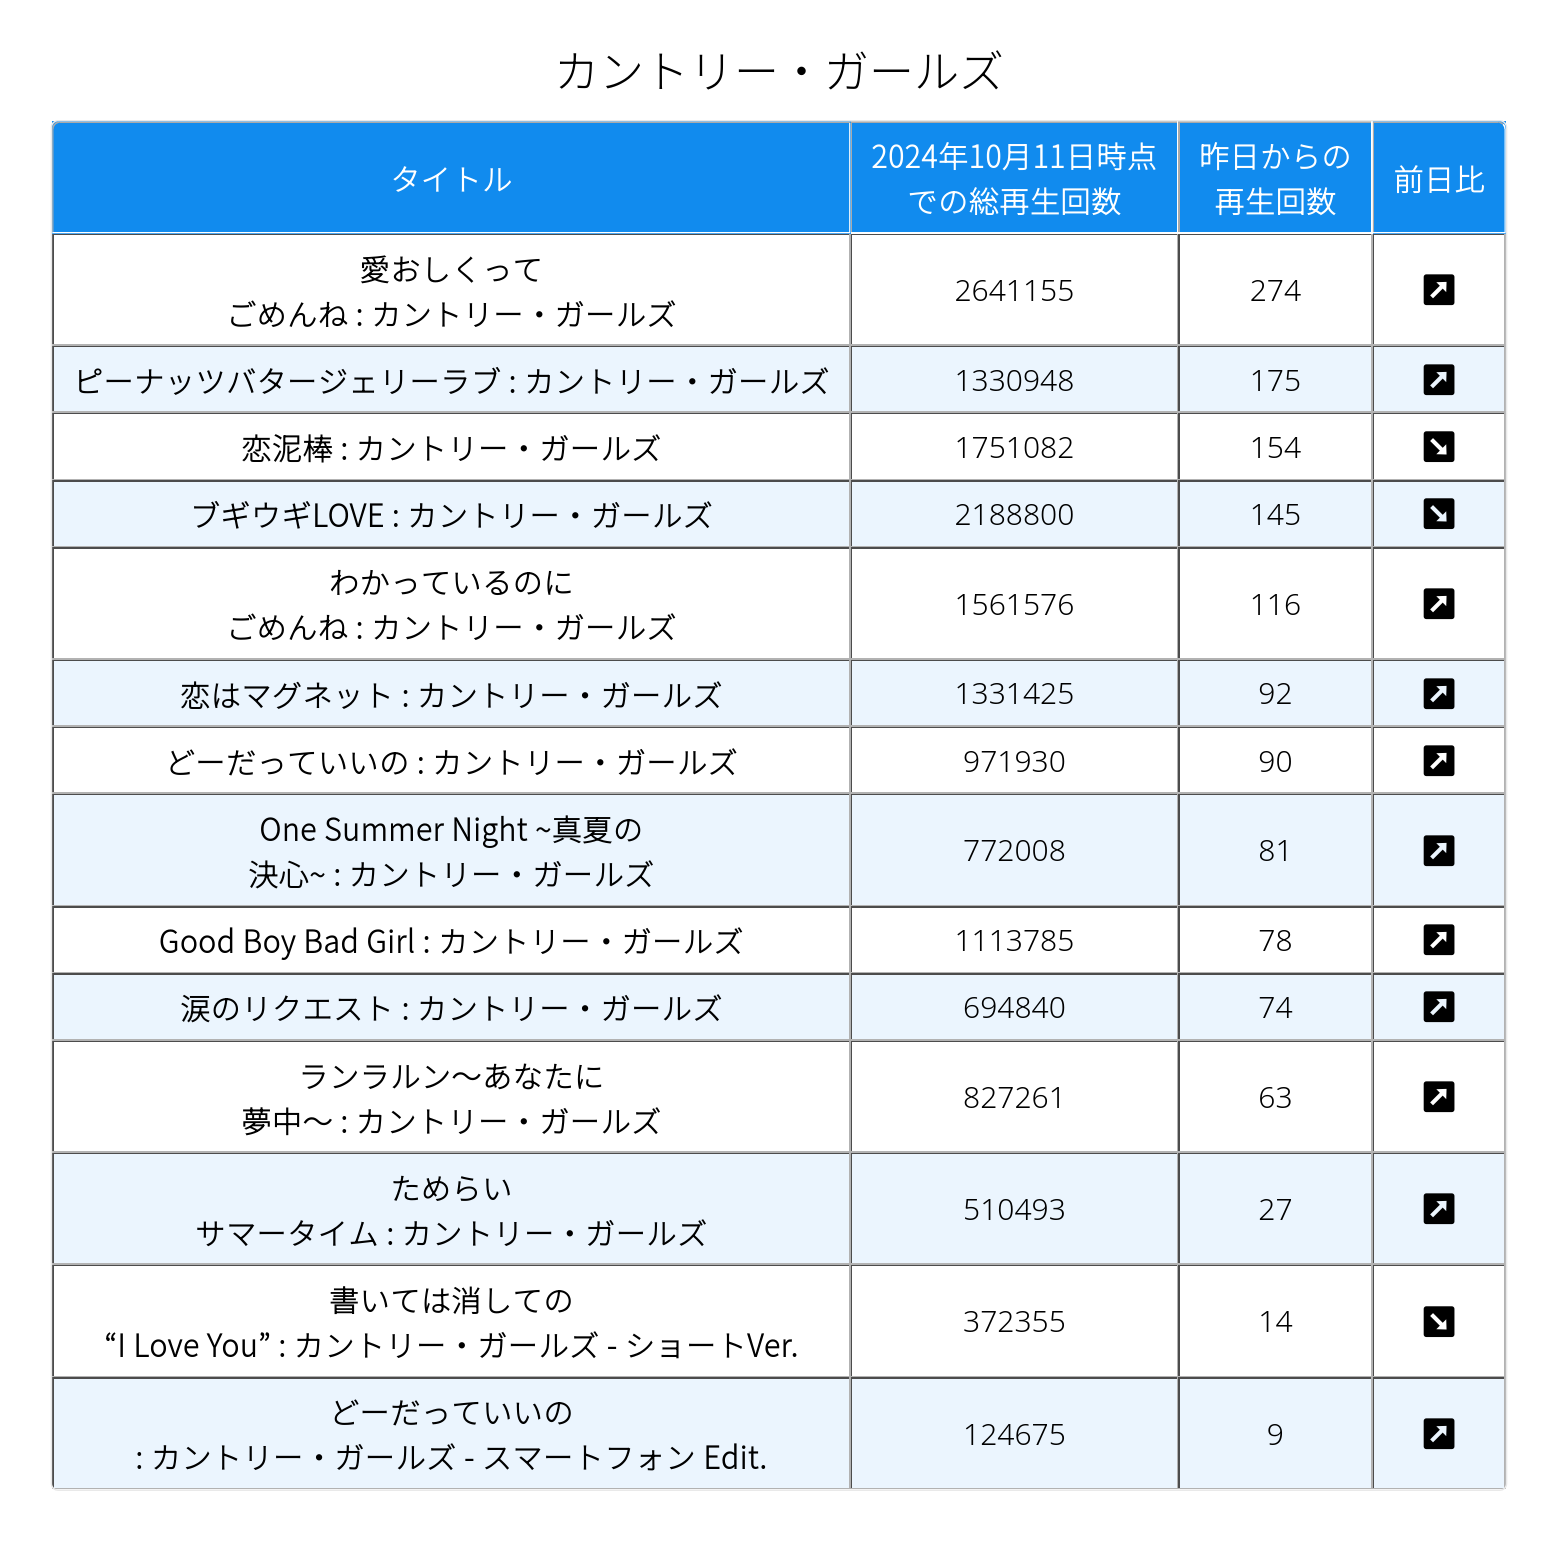 カントリー・ガールズ
タイトル
2024年10月11日時点
での総再生回数
昨日からの
再生回数
前日比
愛おしくって
ごめんね : カントリー・ガールズ
2641155
274
ピーナッツバタージェリーラブ : カントリー・ガールズ
1330948
175
恋泥棒 : カントリー・ガールズ
1751082
154
ブギウギLOVE : カントリー・ガールズ
2188800
145
わかっているのに
ごめんね : カントリー・ガールズ
1561576
116
恋はマグネット : カントリー・ガールズ
1331425
92
どーだっていいの : カントリー・ガールズ
971930
90
One Summer Night ~真夏の
決心~ : カントリー・ガールズ
772008
81
Good Boy Bad Girl : カントリー・ガールズ
1113785
78
涙のリクエスト : カントリー・ガールズ
694840
74
ランラルン〜あなたに
夢中〜 : カントリー・ガールズ
827261
63
ためらい
サマータイム : カントリー・ガールズ
510493
27
書いては消しての
“I Love You” : カントリー・ガールズ - ショートVer.
372355
14
どーだっていいの
: カントリー・ガールズ - スマートフォン Edit.
124675
9